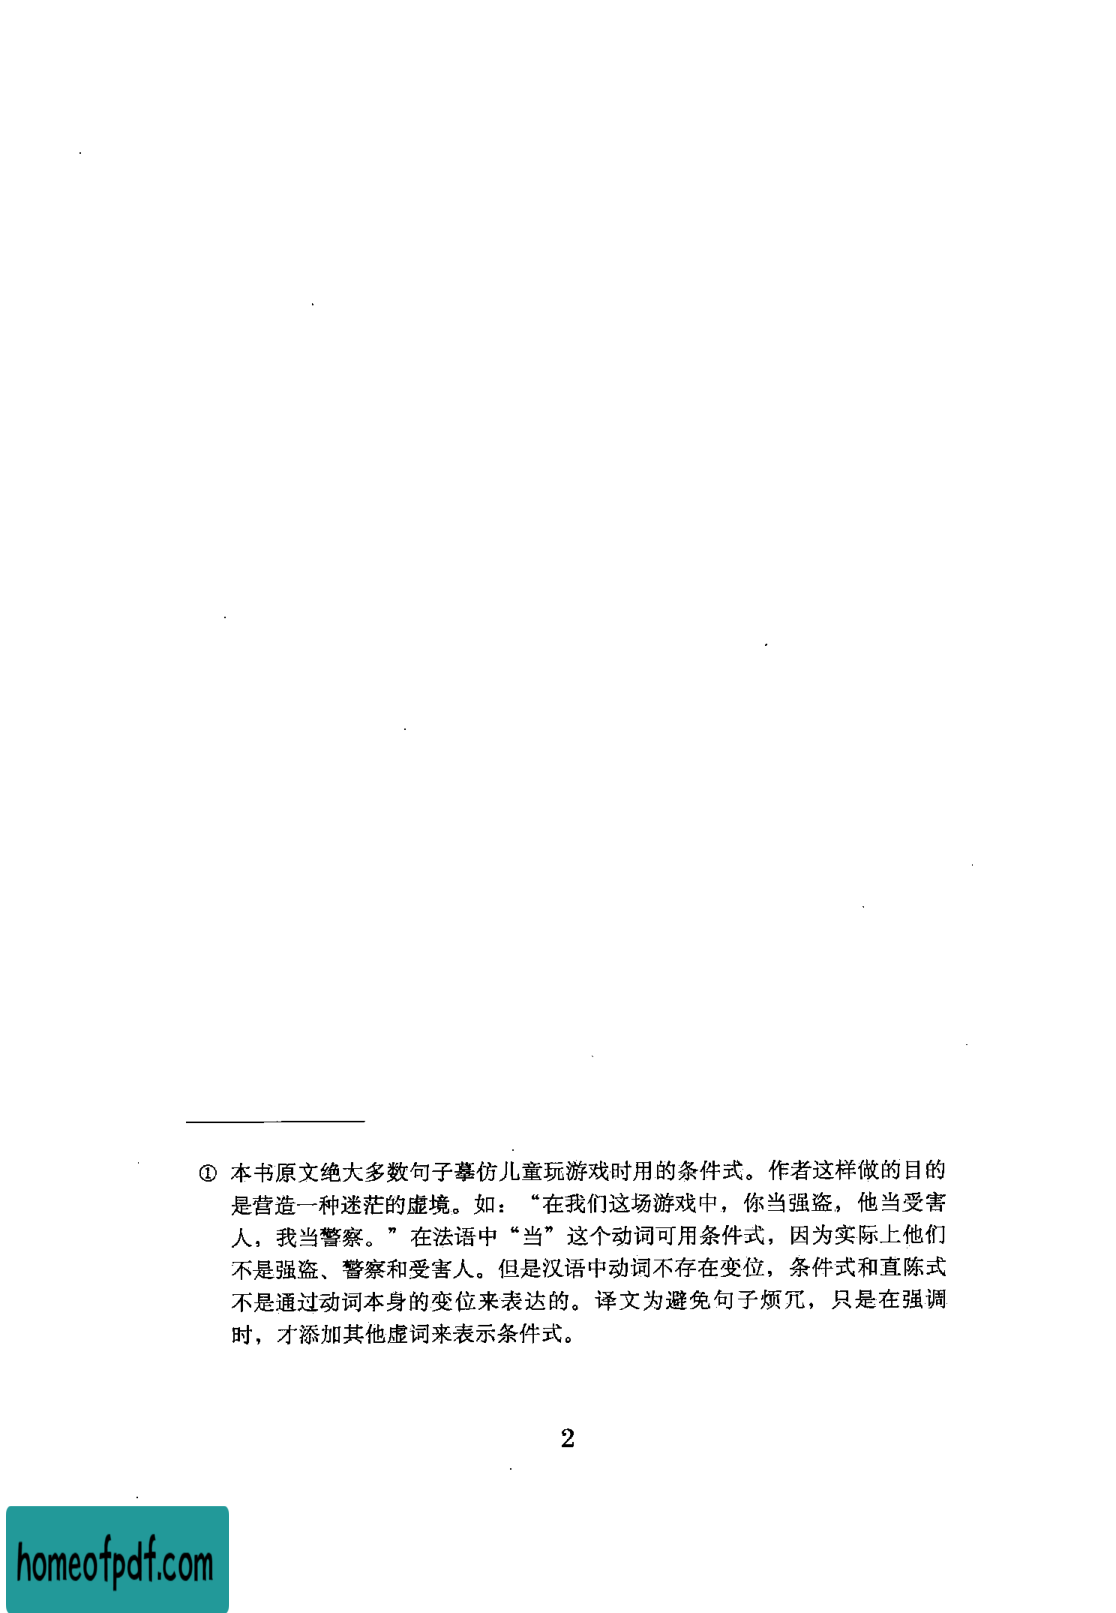 ① 本书原文绝大多数句子摹仿儿童玩游戏时用的条件式。作者这样做的目的
是营造一种迷茫的虚境。如：“在我们这场游戏中，你当强盗，他当受害
人，我当警察。”在法语中“当”这个动词可用条件式，因为实际上他们
不是强盗、警察和受害人。但是汉语中动词不存在变位，条件式和直陈式
不是通过动词本身的变位来表达的。译文为避免句子烦冗，只是在强调
时，才添加其他虚词来表示条件式。
2
homeofpdf.com